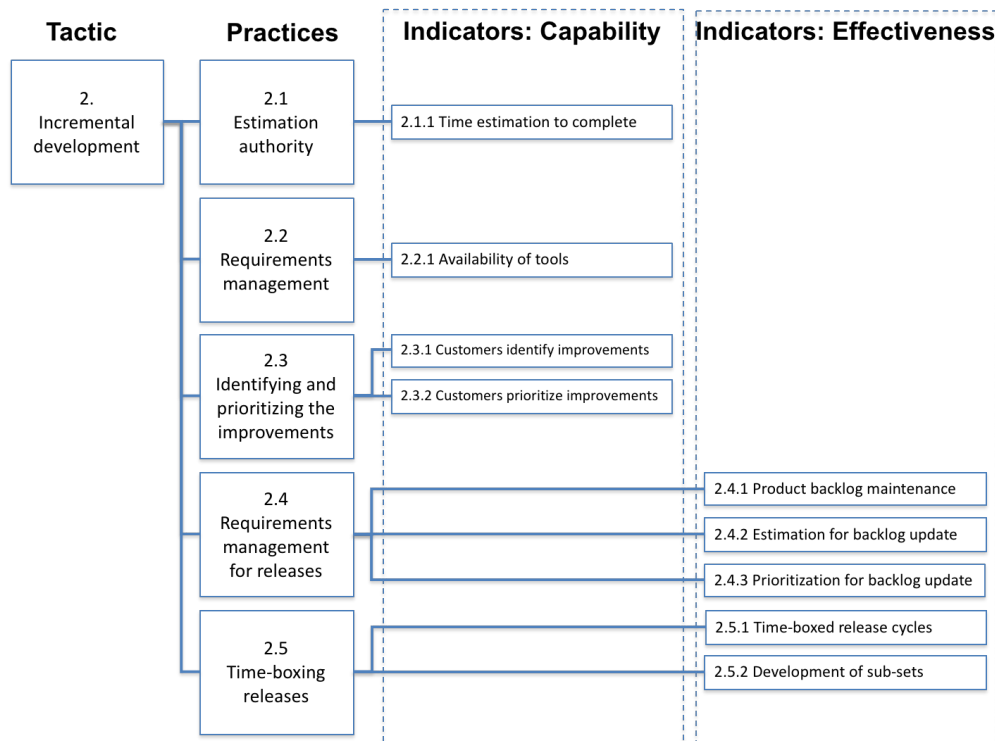 Tactic
Practices
Indicators: Capability
Indicators: Effectiveness
2.
Incremental
development
2.1
Estimation
authority
2.1.1 Time estimation to complete
2.2
Requirements
management
2.2.1 Availability of tools
2.3
Identifying and
prioritizing the
improvements
2.3.1 Customers identify improvements
2.3.2 Customers prioritize improvements
2.4
Requirements
management
for releases
2.4.1 Product backlog maintenance
2.4.2 Estimation for backlog update
2.4.3 Prioritization for backlog update
2.5
Time-boxing
releases
2.5.1 Time-boxed release cycles
2.5.2 Development of sub-sets